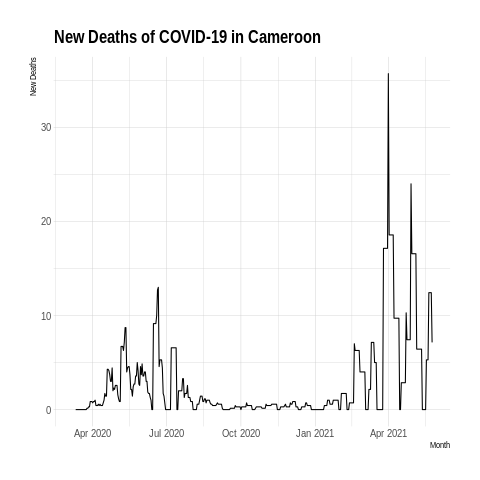 New Deaths of COVID-19 in Cameroon
New Deaths
30
20
10
0
Apr 2020 Jul 2020 Oct 2020 Jan 2021 Apr 2021
Month